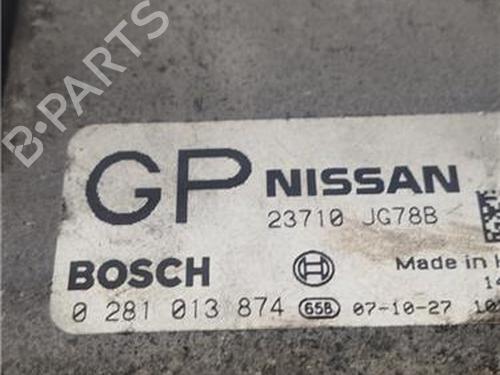 B-PARTS
GP NISSAN
23710 JG78B
BOSCH
Made in
0 281 013 874 65B 07-10-27